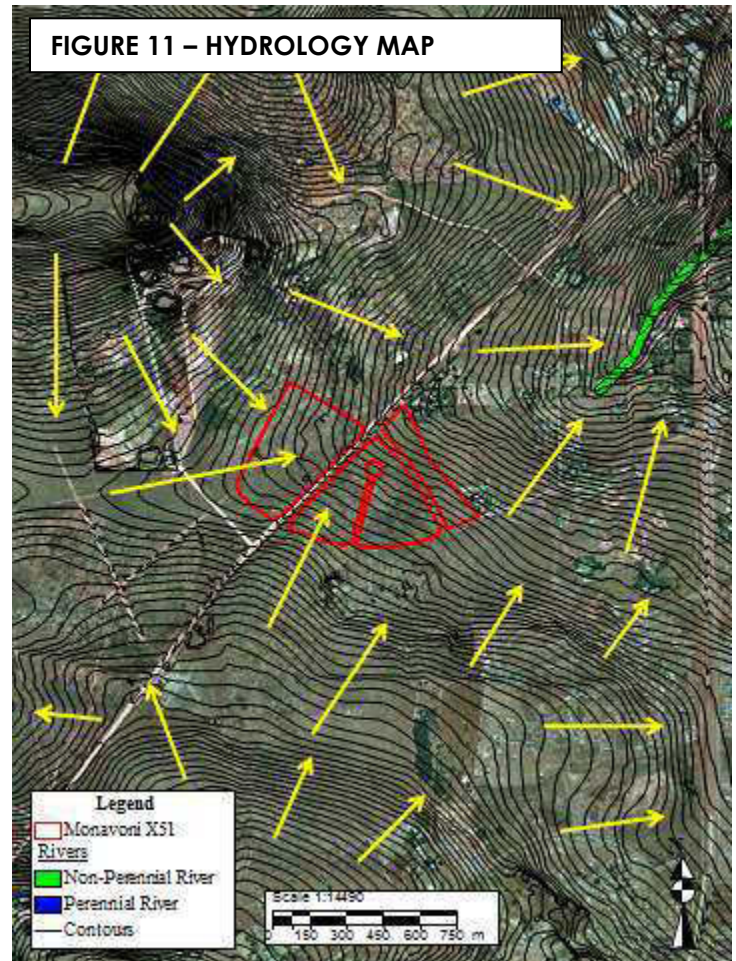 FIGURE 11 – HYDROLOGY MAP
Legend
Monavoni X51
Rivers
Non-Perennial River
Perennial River
Contours
Scale 1:14490
0 150 300 450 600 750 m